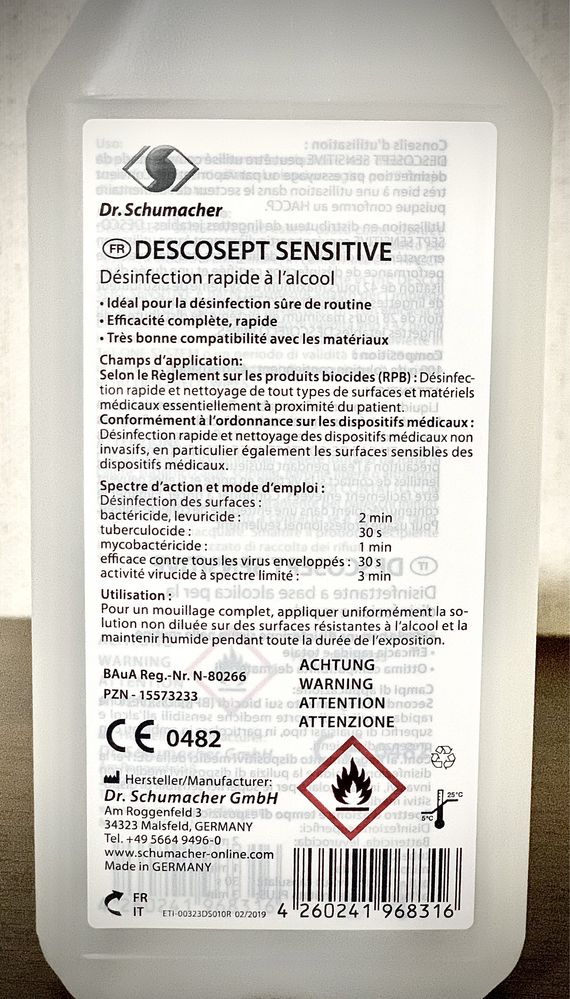 Dr.Schumacher
FR DESCOSEPT SENSITIVE
Désinfection rapide à l'alcool
• Idéal pour la désinfection sûre de routine
• Efficacité complète, rapide
• Très bonne compatibilité avec les matériaux
Champs d'application:
Selon le Règlement sur les produits biocides (RPB) : Désinfec-
tion rapide et nettoyage de tout types de surfaces et matériels
médicaux essentiellement à proximité du patient.
Conformément à l'ordonnance sur les dispositifs médicaux :
Désinfection rapide et nettoyage des dispositifs médicaux non
invasifs, en particulier également les surfaces sensibles des
dispositifs médicaux.
Spectre d'action et mode d'emploi :
Désinfection des surfaces :
bactéricide, levuricide : 2 min
tuberculocide : 30 s
mycobactéricide : 1 min
efficace contre tous les virus enveloppés : 30 s
activité virucide à spectre limité : 3 min
Utilisation :
Pour un mouillage complet, appliquer uniformément la so-
lution non diluée sur des surfaces résistantes à l'alcool et la
maintenir humide pendant toute la durée de l'exposition.
BAuA Reg.-Nr. N-80266
PZN - 15573233
ACHTUNG
WARNING
ATTENTION
ATTENZIONE
CE 0482
Hersteller/Manufacturer:
Dr. Schumacher GmbH
Am Roggenfeld 3
34323 Malsfeld, GERMANY
Tel. +49 5664 9496-0
www.schumacher-online.com
Made in GERMANY
25°C
5°C
FR
IT
ETI-00323DS010R 02/2019
4 260241 968316